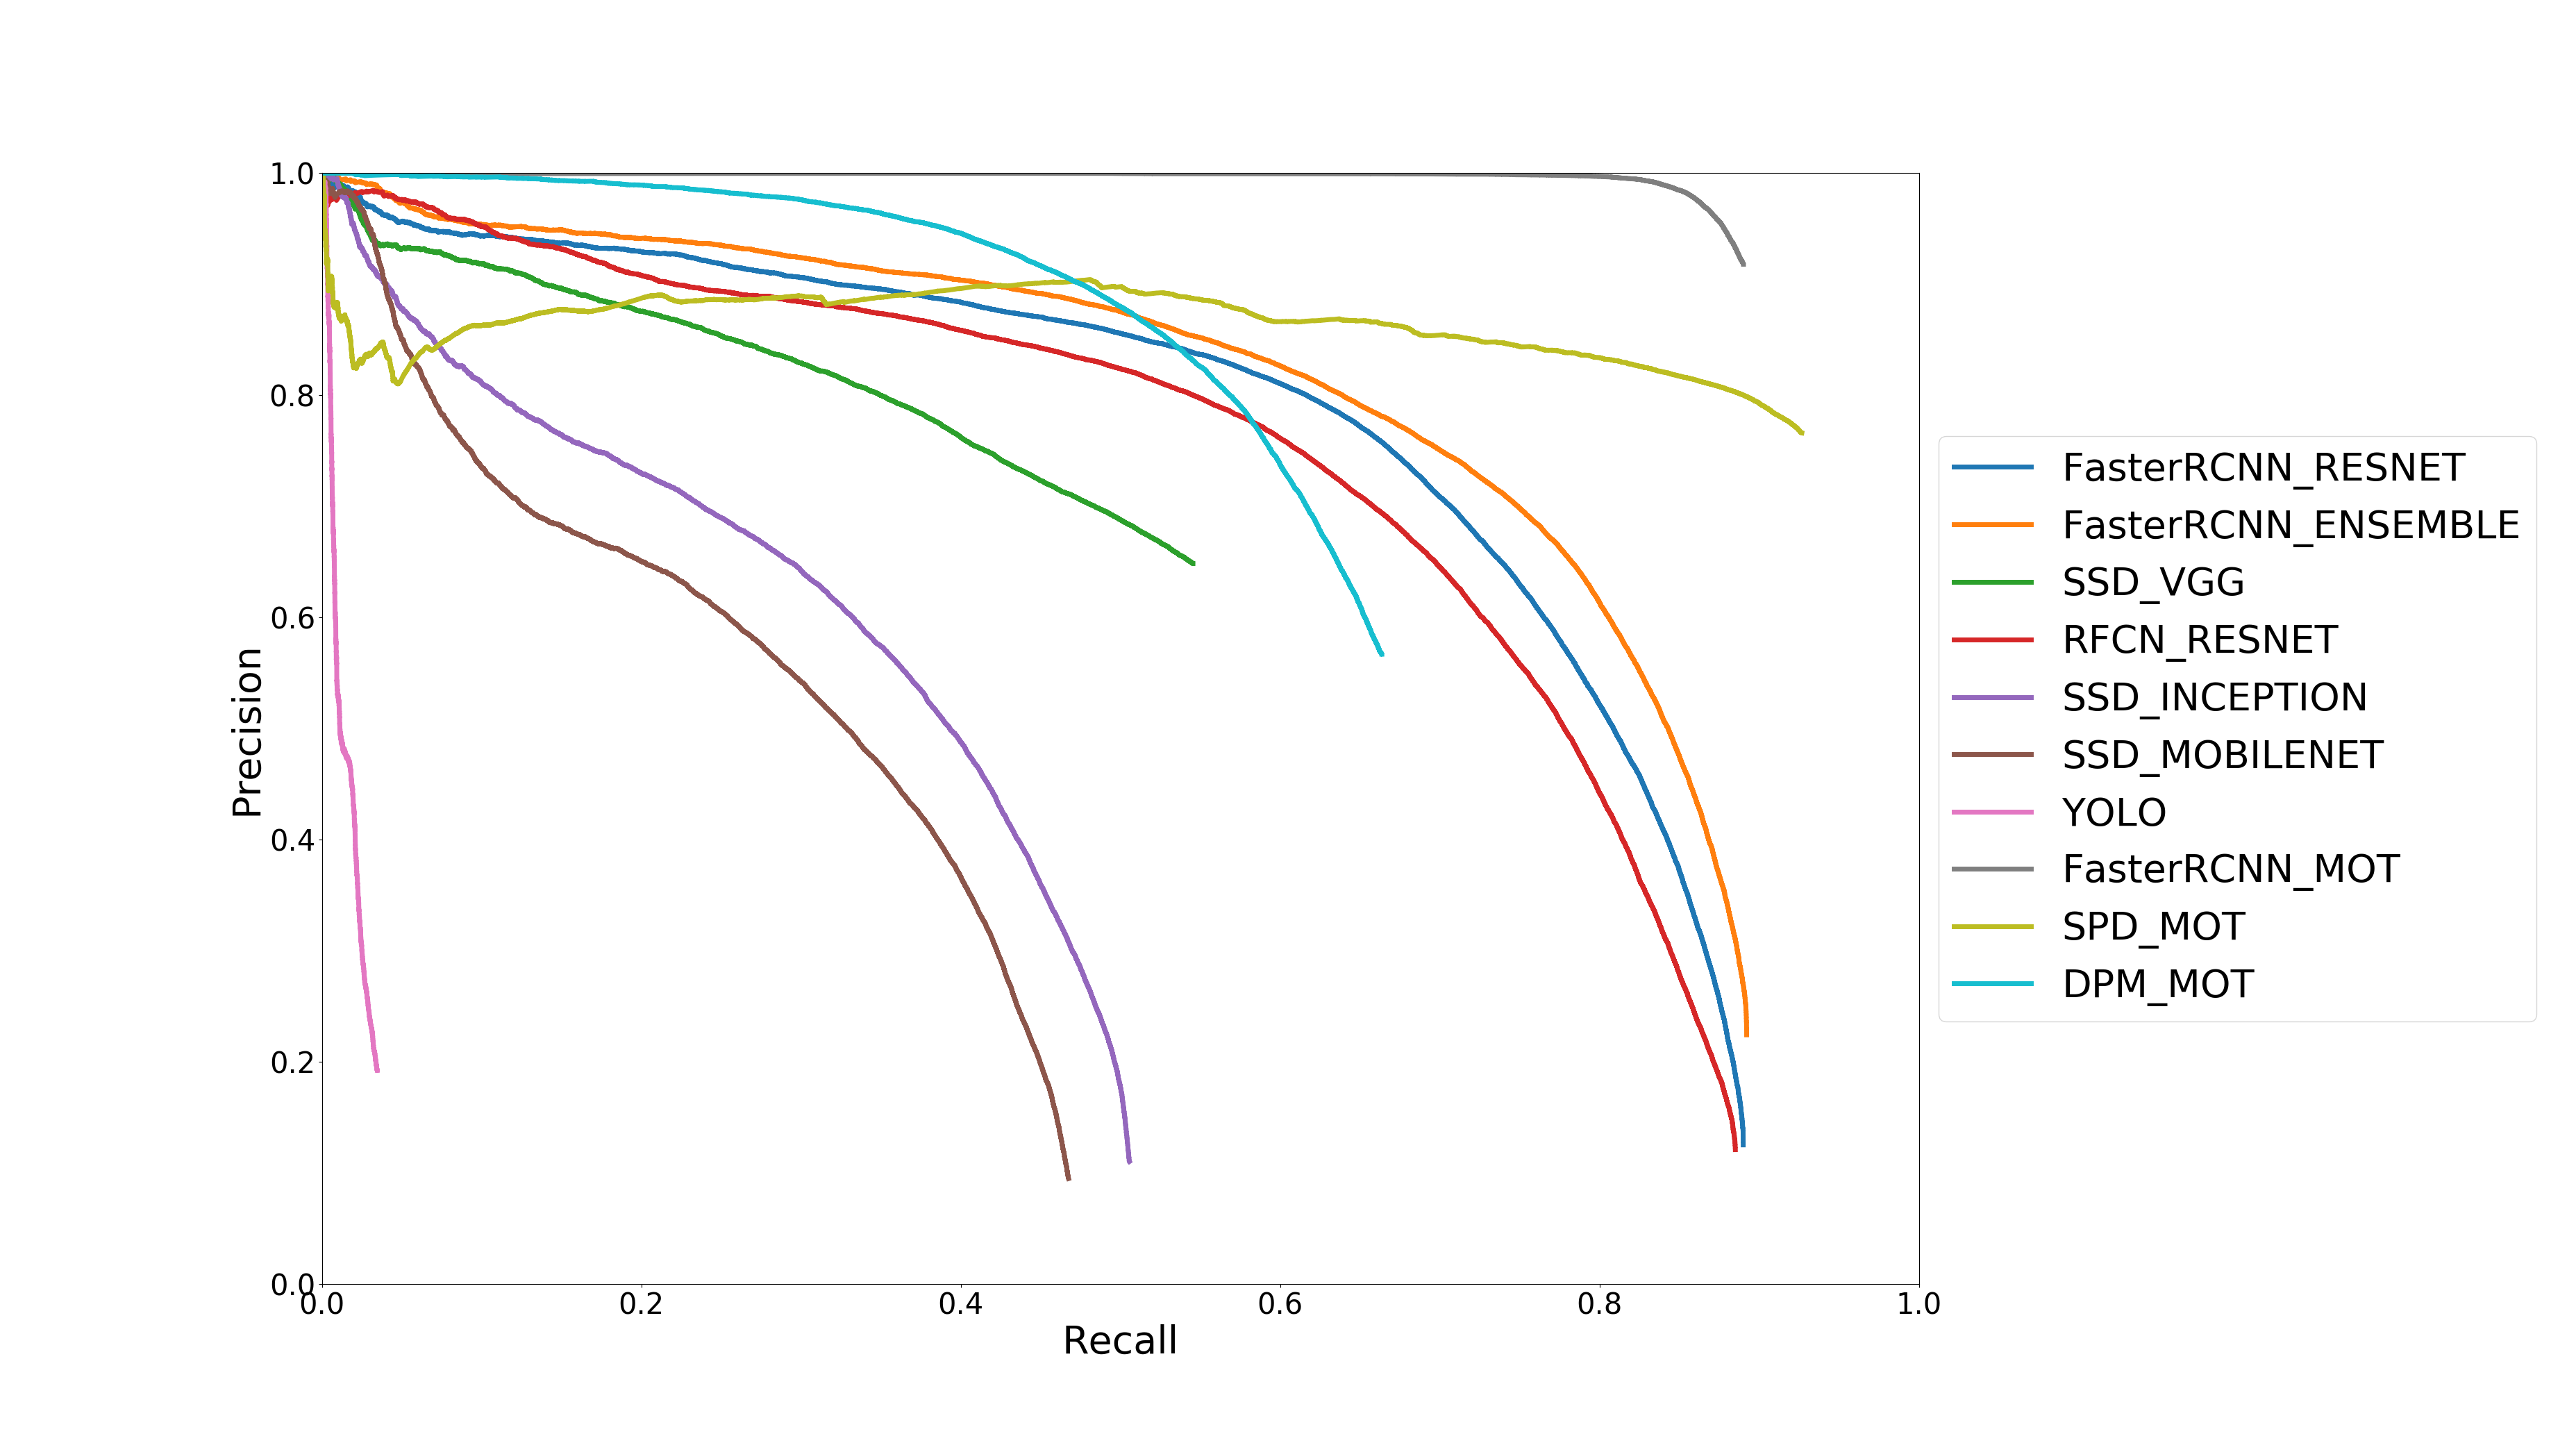 1.0
0.8
0.6
0.4
0.2
0.0
Precision
0.0 0.2 0.4 0.6 0.8 1.0
Recall
FasterRCNN_RESNET
FasterRCNN_ENSEMBLE
SSD_VGG
RFCN_RESNET
SSD_INCEPTION
SSD_MOBILENET
YOLO
FasterRCNN_MOT
SPD_MOT
DPM_MOT